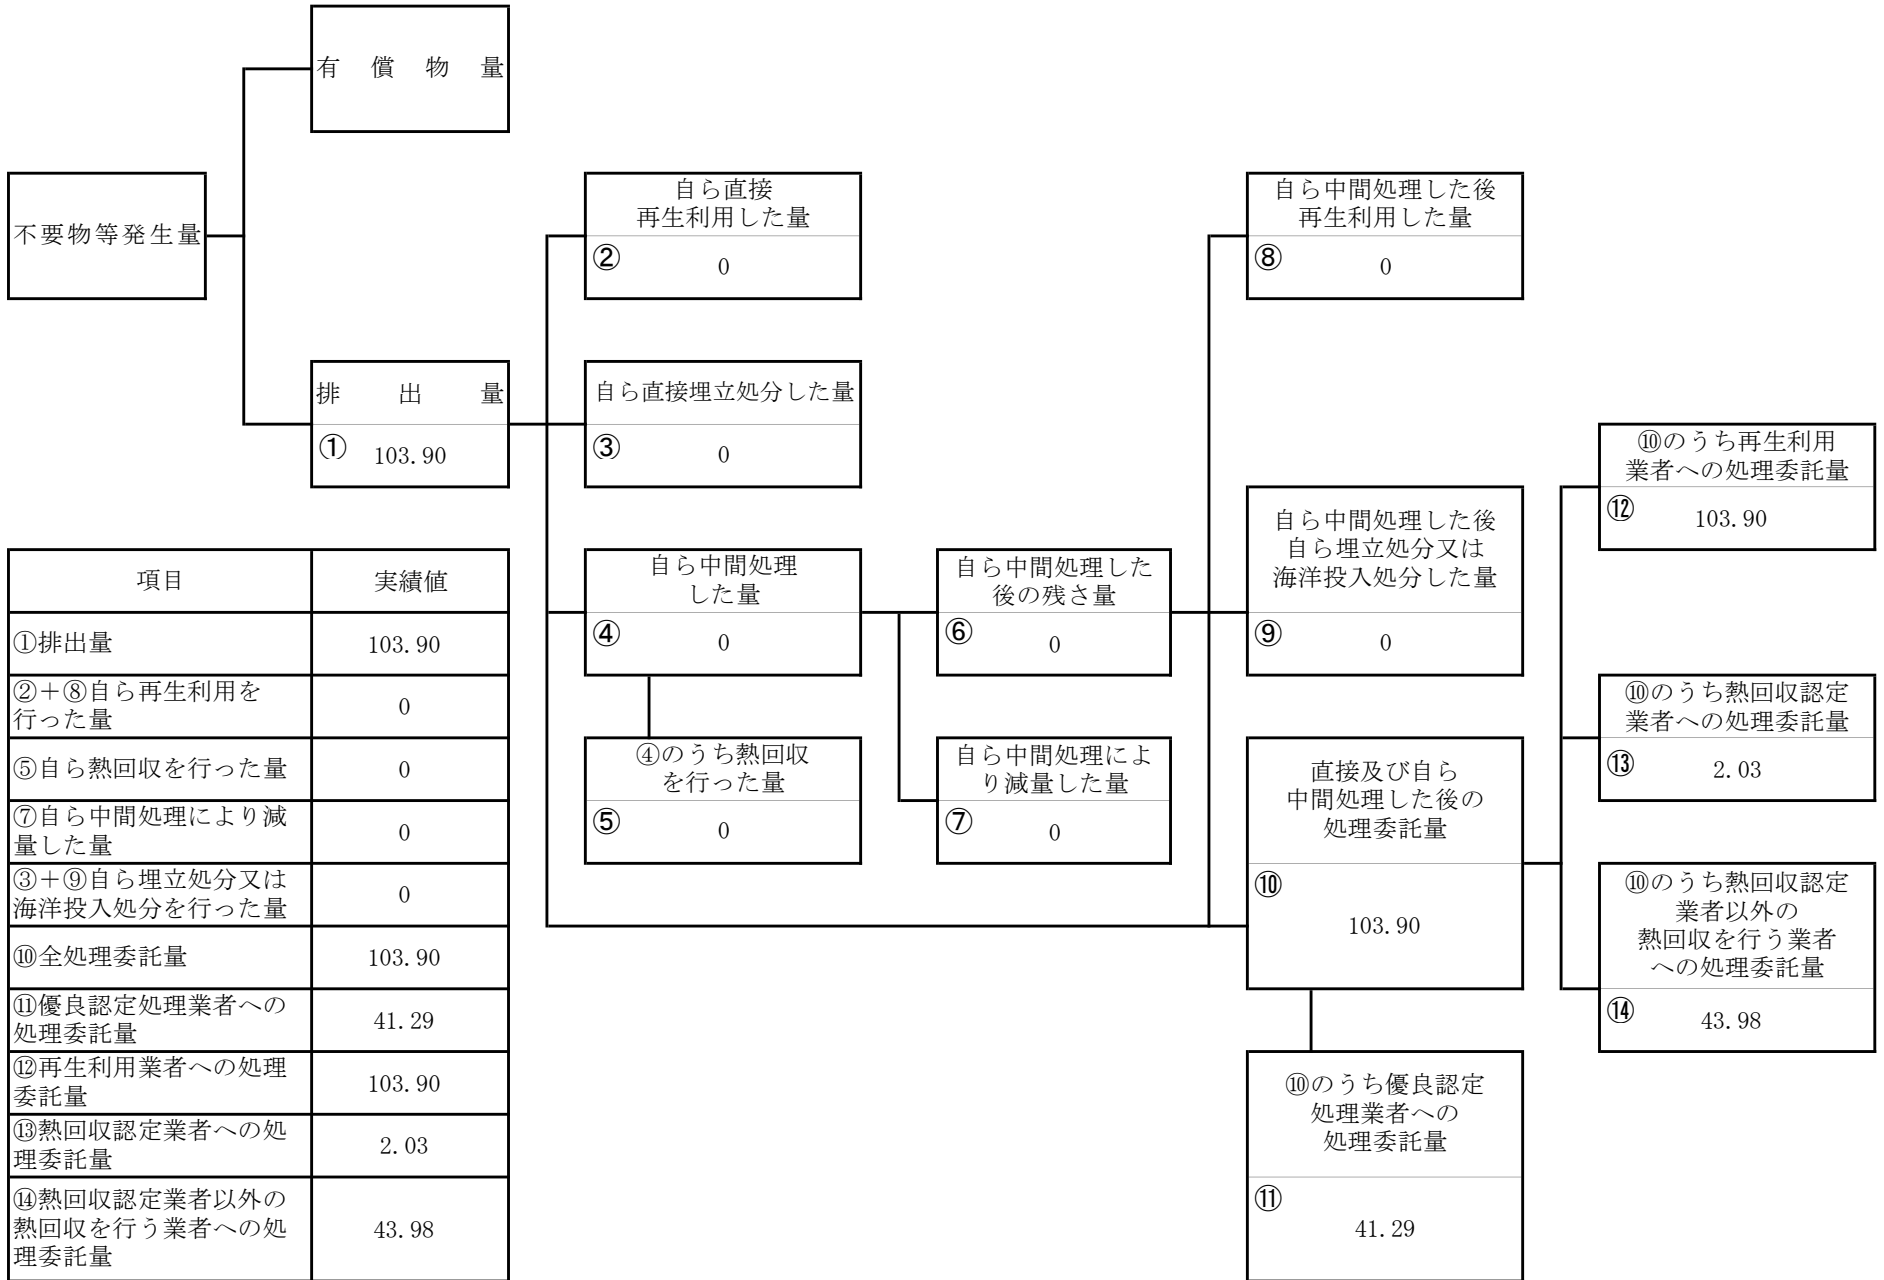 有償物量
不要物等発生量
排出量
① 103.90
自ら直接
再生利用した量
② 0
自ら直接埋立処分した量
③ 0
自ら中間処理
した量
④ 0
④のうち熱回収
を行った量
⑤ 0
自ら中間処理した
後の残さ量
⑥ 0
自ら中間処理によ
り減量した量
⑦ 0
自ら中間処理した後
再生利用した量
⑧ 0
自ら中間処理した後
自ら埋立処分又は
海洋投入処分した量
⑨ 0
直接及び自ら
中間処理した後の
処理委託量
⑩
103.90
⑩のうち優良認定
処理業者への
処理委託量
⑪
41.29
⑩のうち再生利用
業者への処理委託量
⑫ 103.90
⑩のうち熱回収認定
業者への処理委託量
⑬ 2.03
⑩のうち熱回収認定
業者以外の
熱回収を行う業者
への処理委託量
⑭ 43.98
項目 実績値
①排出量 103.90
②＋⑧自ら再生利用を
行った量 0
⑤自ら熱回収を行った量 0
⑦自ら中間処理により減
量した量 0
③＋⑨自ら埋立処分又は
海洋投入処分を行った量 0
⑩全処理委託量 103.90
⑪優良認定処理業者への
処理委託量 41.29
⑫再生利用業者への処理
委託量 103.90
⑬熱回収認定業者への処
理委託量 2.03
⑭熱回収認定業者以外の
熱回収を行う業者への処
理委託量 43.98